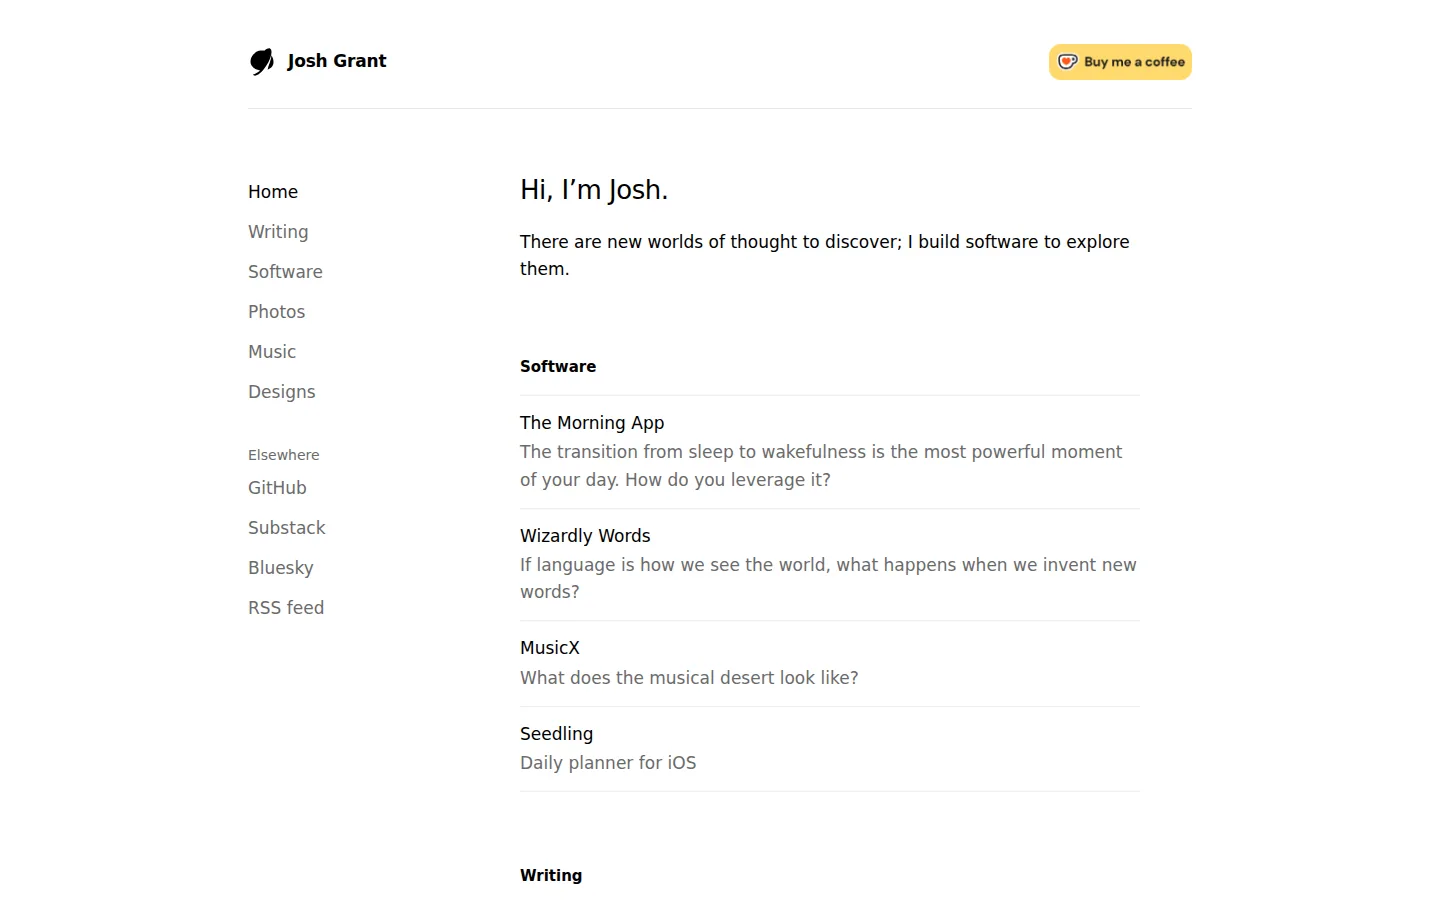 Josh Grant
Buy me a coffee
Home
Writing
Software
Photos
Music
Designs
Elsewhere
GitHub
Substack
Bluesky
RSS feed
Hi, I’m Josh.
There are new worlds of thought to discover; I build software to explore
them.
Software
The Morning App
The transition from sleep to wakefulness is the most powerful moment
of your day. How do you leverage it?
Wizardly Words
If language is how we see the world, what happens when we invent new
words?
MusicX
What does the musical desert look like?
Seedling
Daily planner for iOS
Writing